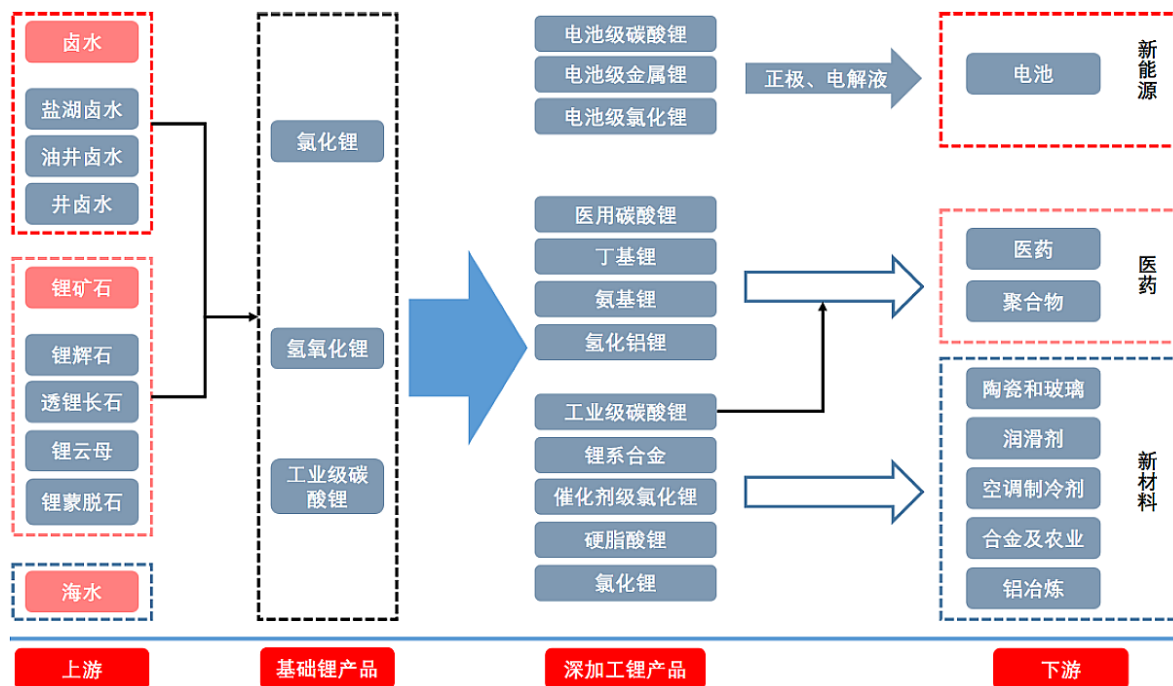 卤水
盐湖卤水
油井卤水
井卤水
锂矿石
锂辉石
透锂长石
锂云母
锂蒙脱石
海水
上游
氯化锂
氢氧化锂
工业级碳
酸锂
基础锂产品
电池级碳酸锂
电池级金属锂
电池级氯化锂
医用碳酸锂
丁基锂
氨基锂
氢化铝锂
工业级碳酸锂
锂系合金
催化剂级氯化锂
硬脂酸锂
氯化锂
深加工锂产品
正极、电解液
电池
新能源
医药
聚合物
医药
陶瓷和玻璃
润滑剂
空调制冷剂
合金及农业
铝冶炼
新材料
下游